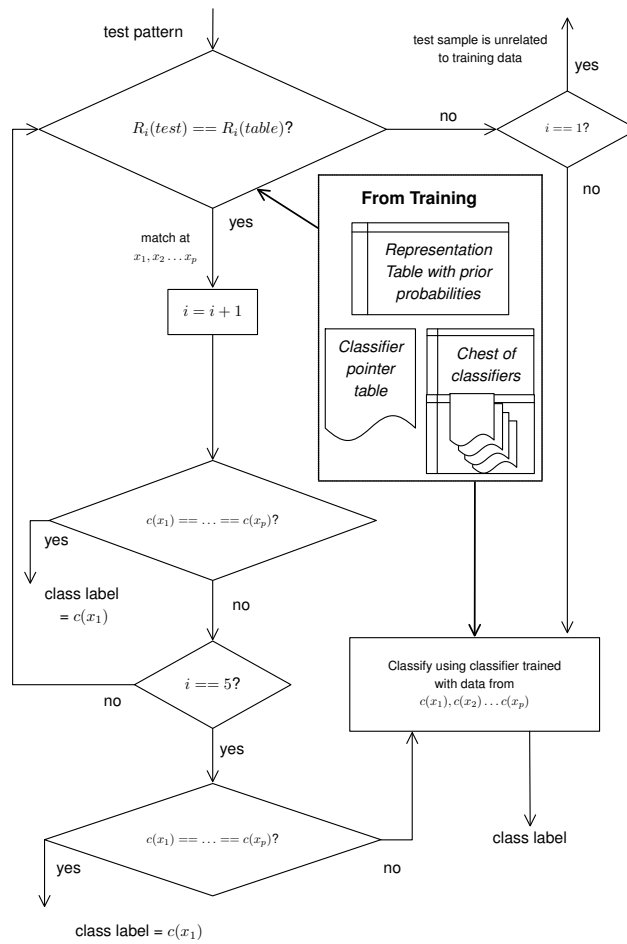 test pattern
test sample is unrelated
to training data
yes
R_i(test) == R_i(table)?
no
i == 1?
no
yes
match at
x_1, x_2 … x_p
From Training
Representation
Table with prior
probabilities
i = i + 1
Classifier
pointer
table
Chest of
classifiers
c(x_1) == … == c(x_p)?
yes
class label
= c(x_1)
no
i == 5?
no
Classify using classifier trained
with data from
c(x_1), c(x_2) … c(x_p)
yes
c(x_1) == … == c(x_p)?
yes
no
class label
class label = c(x_1)